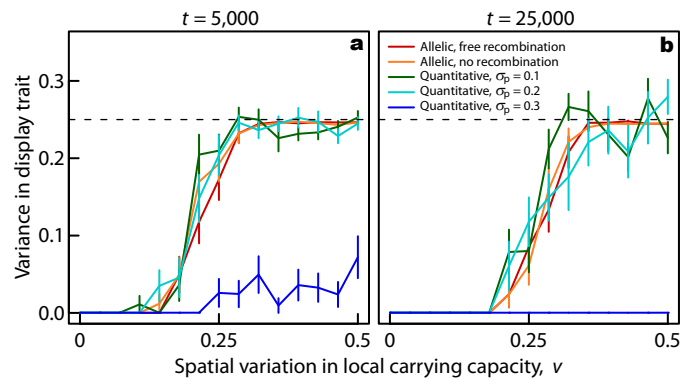 t = 5,000
t = 25,000
a
b
Allelic, free recombination
Allelic, no recombination
Quantitative, σp = 0.1
Quantitative, σp = 0.2
Quantitative, σp = 0.3
Variance in display trait
0.3
0.2
0.1
0.0
0
0.25
0.5
0
0.25
0.5
Spatial variation in local carrying capacity, v